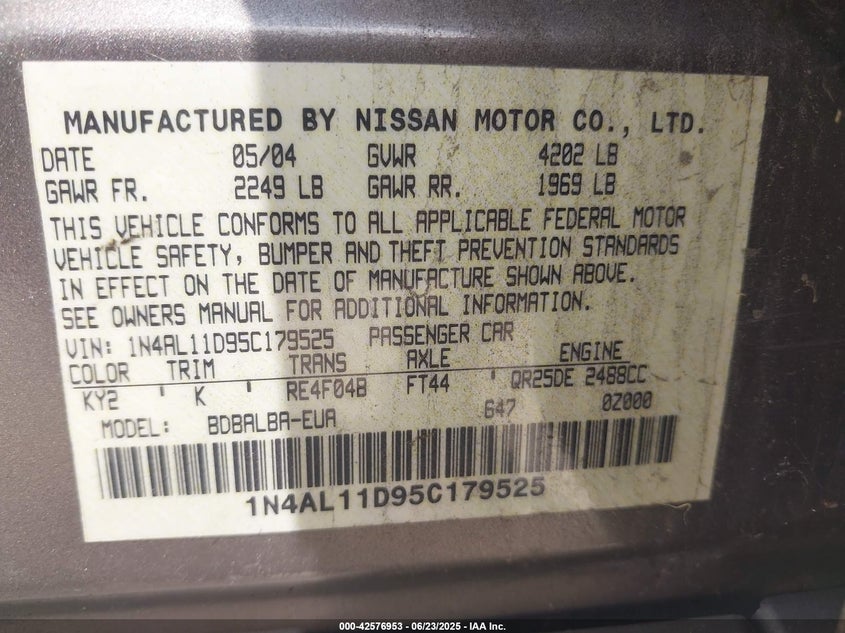 MANUFACTURED BY NISSAN MOTOR CO., LTD.
DATE 05/04 GVWR 4202 LB
GAWR FR. 2249 LB GAWR RR. 1969 LB
THIS VEHICLE CONFORMS TO ALL APPLICABLE FEDERAL MOTOR
VEHICLE SAFETY, BUMPER AND THEFT PREVENTION STANDARDS
IN EFFECT ON THE DATE OF MANUFACTURE SHOWN ABOVE.
SEE OWNERS MANUAL FOR ADDITIONAL INFORMATION.
VIN: 1N4AL11D95C179525 PASSENGER CAR
COLOR TRIM TRANS AXLE ENGINE
KY2 ' K ' RE4F04B FT44 ' QR25DE 2488CC
MODEL: BDBALBA-EUA 647 0Z000
1N4AL11D95C179525
000-42576953 - 06/23/2025 - IAA Inc.